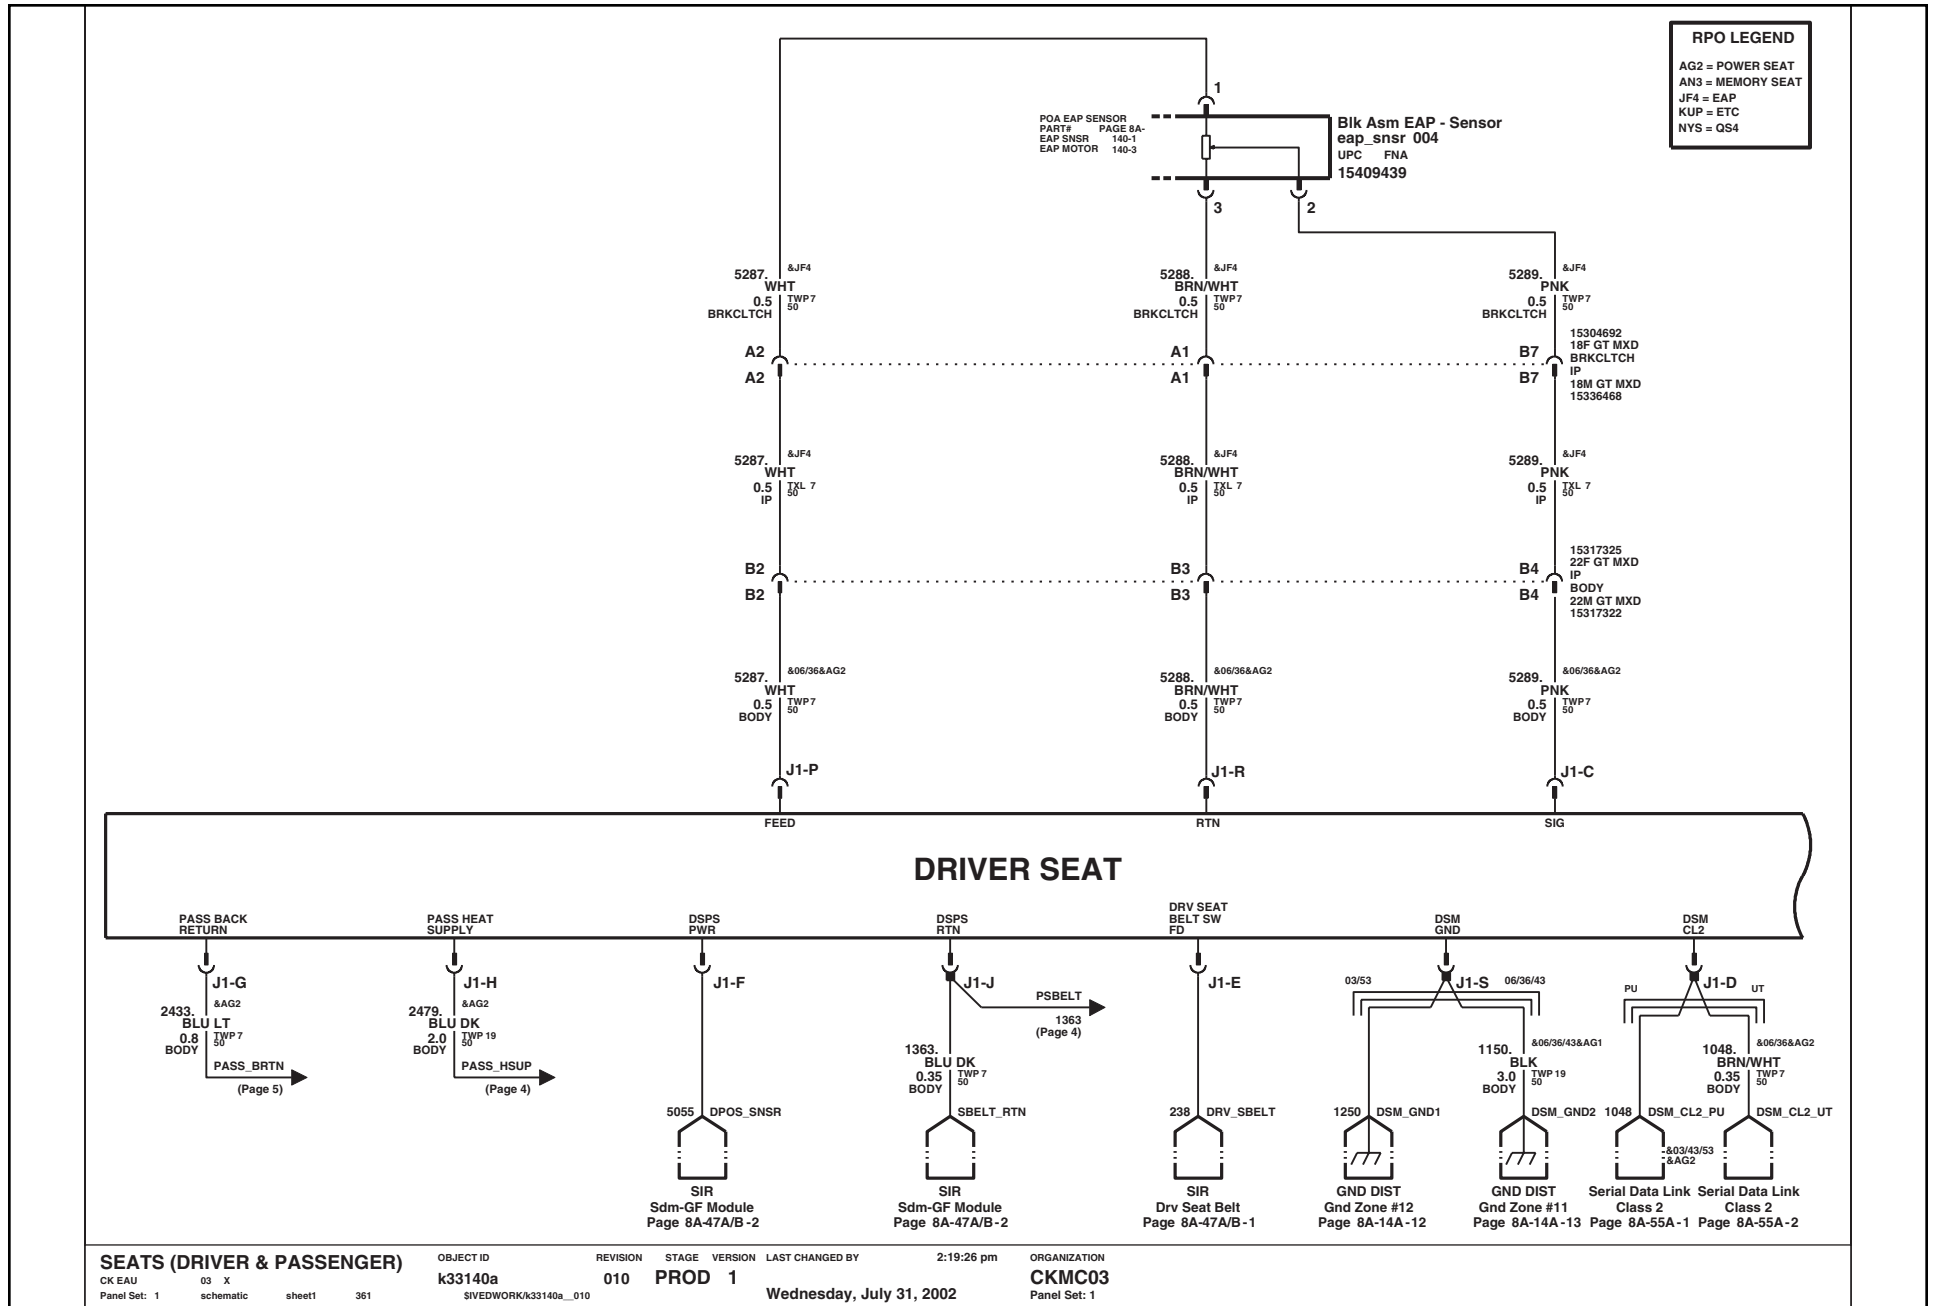 RPO LEGEND
AG2 = POWER SEAT
AN3 = MEMORY SEAT
JF4 = EAP
KUP = ETC
NYS = QS4
1
POA EAP SENSOR
PART# PAGE 8A-
EAP SNSR 140-1
EAP MOTOR 140-3
Blk Asm EAP - Sensor
eap_snsr 004
UPC FNA
15409439
3
2
5287.
&JF4
WHT
0.5
TWP7
50
BRKCLTCH
5288.
&JF4
BRN/WHT
0.5
TWP7
50
BRKCLTCH
5289.
&JF4
PNK
0.5
TWP7
50
BRKCLTCH
A2
A2
A1
A1
B7
B7
15304692
18F GT MXD
BRKCLTCH
IP
18M GT MXD
15336468
5287.
&JF4
WHT
0.5
TXL 7
50
IP
5288.
&JF4
BRN/WHT
0.5
TXL 7
50
IP
5289.
&JF4
PNK
0.5
TXL 7
50
IP
B2
B2
B3
B3
B4
B4
15317325
22F GT MXD
IP
BODY
22M GT MXD
15317322
5287.
&06/36&AG2
WHT
0.5
TWP7
50
BODY
5288.
&06/36&AG2
BRN/WHT
0.5
TWP7
50
BODY
5289.
&06/36&AG2
PNK
0.5
TWP7
50
BODY
J1-P
J1-R
J1-C
FEED
RTN
SIG
DRIVER SEAT
PASS BACK
RETURN
PASS HEAT
SUPPLY
DSPS
PWR
DSPS
RTN
DRV SEAT
BELT SW
FD
DSM
GND
DSM
CL2
J1-G
J1-H
J1-F
J1-J
J1-E
03/53
J1-S
06/36/43
PU
J1-D
UT
2433.
&AG2
BLU LT
0.8
TWP 7
50
BODY
PASS_BRTN
(Page 5)
2479.
&AG2
BLU DK
2.0
TWP 19
50
BODY
PASS_HSUP
(Page 4)
PSBELT
1363
(Page 4)
1363.
BLU DK
0.35
TWP 7
50
BODY
1150.
&06/36/43&AG1
BLK
3.0
TWP 19
50
BODY
1048.
&06/36&AG2
BRN/WHT
0.35
TWP 7
50
BODY
5055 DPOS_SNSR
SBELT_RTN
238 DRV_SBELT
1250 DSM_GND1
DSM_GND2
1048 DSM_CL2_PU
DSM_CL2_UT
&03/43/53
&AG2
SIR
Sdm-GF Module
Page 8A-47A/B-2
SIR
Sdm-GF Module
Page 8A-47A/B-2
SIR
Drv Seat Belt
Page 8A-47A/B-1
GND DIST
Gnd Zone #12
Page 8A-14A-12
GND DIST
Gnd Zone #11
Page 8A-14A-13
Serial Data Link
Class 2
Page 8A-55A-1
Serial Data Link
Class 2
Page 8A-55A-2
SEATS (DRIVER & PASSENGER)
CK EAU 03 X
Panel Set: 1 schematic sheet1 361
OBJECT ID
k33140a
$IVEDWORK/k33140a__010
REVISION
010
STAGE
PROD
VERSION
1
LAST CHANGED BY
2:19:26 pm
Wednesday, July 31, 2002
ORGANIZATION
CKMC03
Panel Set: 1